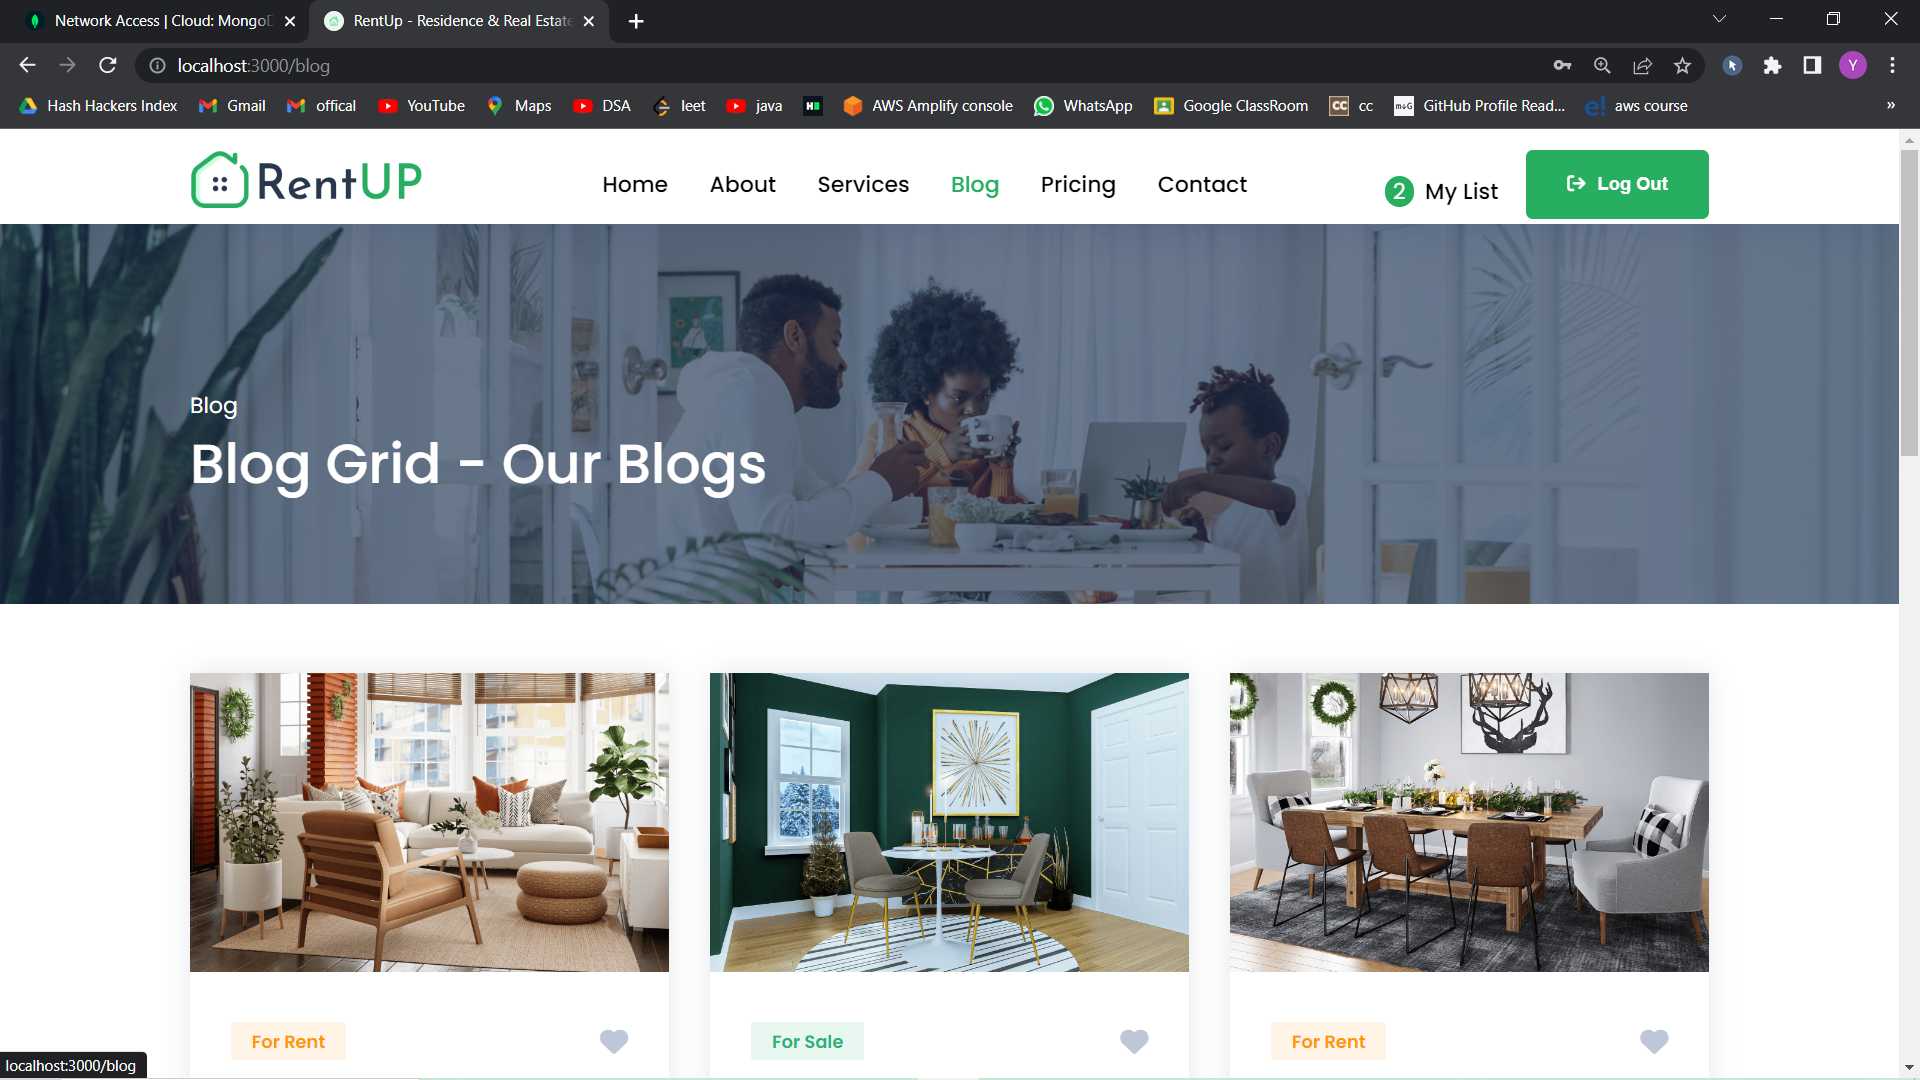 Network Access | Cloud: MongoD
RentUp - Residence & Real Estate
localhost:3000/blog
Y
Hash Hackers Index
Gmail
offical
YouTube
Maps
DSA
leet
java
AWS Amplify console
WhatsApp
Google ClassRoom
CC cc
M↓G GitHub Profile Read...
e! aws course
»
RentUP
Home
About
Services
Blog
Pricing
Contact
2 My List
Log Out
Blog
Blog Grid - Our Blogs
For Rent
For Sale
For Rent
localhost:3000/blog